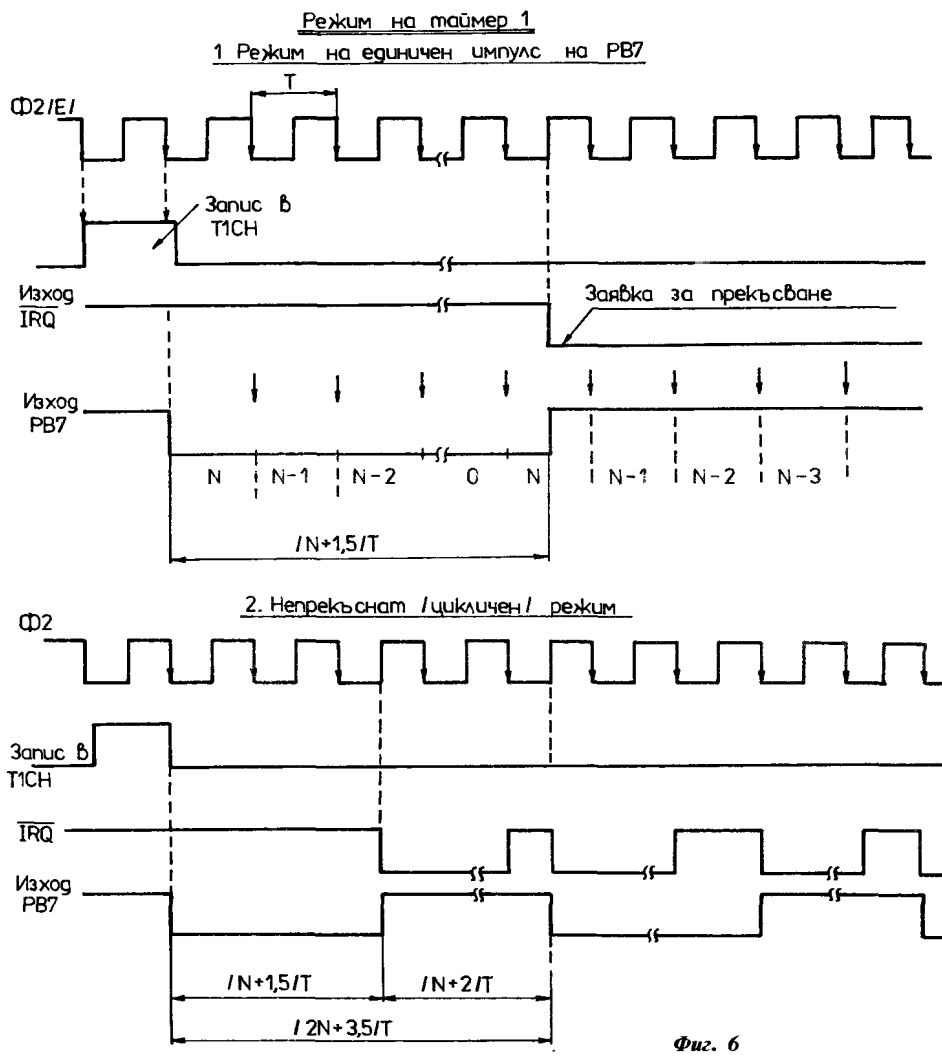 Режим на таймер 1
1 Режим на единичен импулс на PB7
T
Ф2/E/
Запис в
T1CH
Изход
IRQ
Заявка за прекъсване
Изход
PB7
N N-1 N-2 0 N N-1 N-2 N-3
/N+1,5/T
2. Непрекъснат /цикличен/ режим
Ф2
Запис в
T1CH
IRQ
Изход
PB7
/N+1,5/T /N+2/T
/2N+3,5/T
Фиг. 6